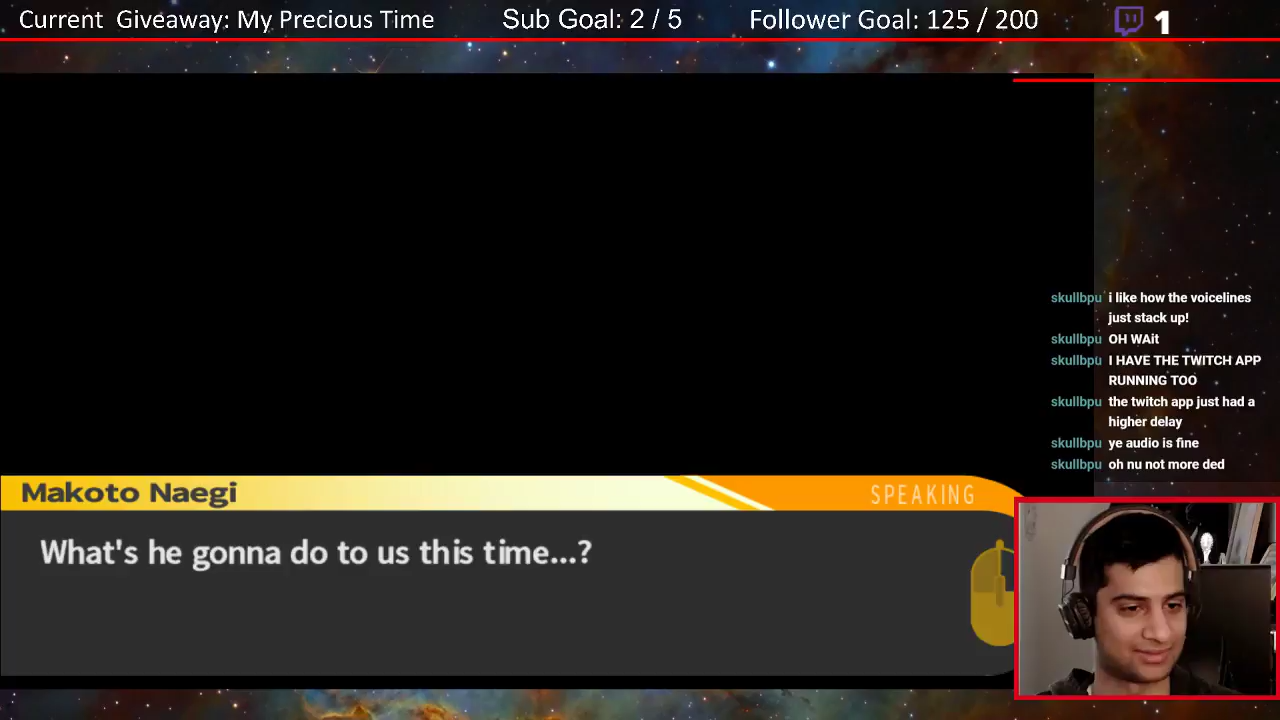 Current Giveaway: My Precious Time
Sub Goal: 2 / 5
Follower Goal: 125 / 200
1
skullbpu i like how the voicelines
just stack up!
skullbpu OH WAit
skullbpu I HAVE THE TWITCH APP
RUNNING TOO
skullbpu the twitch app just had a
higher delay
skullbpu ye audio is fine
skullbpu oh nu not more ded
Makoto Naegi
SPEAKING
What's he gonna do to us this time...?